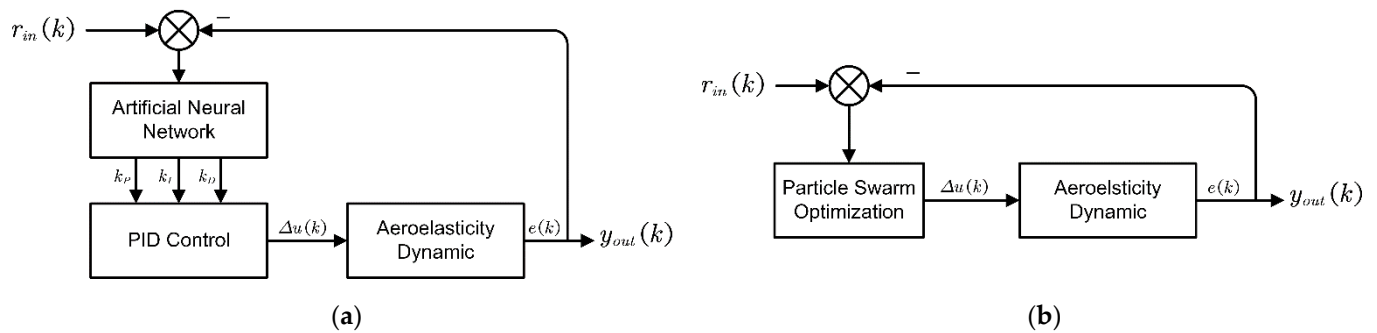 r_in(k)
−
Artificial Neural
Network
k_P k_I k_D
PID Control
Δu(k)
Aeroelasticity
Dynamic
e(k)
y_out(k)
(a)
r_in(k)
−
Particle Swarm
Optimization
Δu(k)
Aeroelsticity
Dynamic
e(k)
y_out(k)
(b)